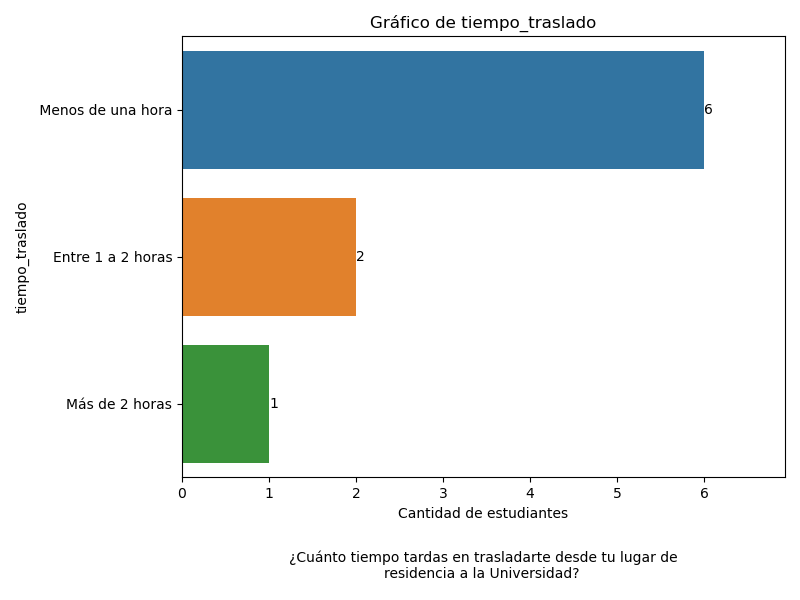 Gráfico de tiempo_traslado
Menos de una hora
6
Entre 1 a 2 horas
2
Más de 2 horas
1
tiempo_traslado
0 1 2 3 4 5 6
Cantidad de estudiantes
¿Cuánto tiempo tardas en trasladarte desde tu lugar de
residencia a la Universidad?